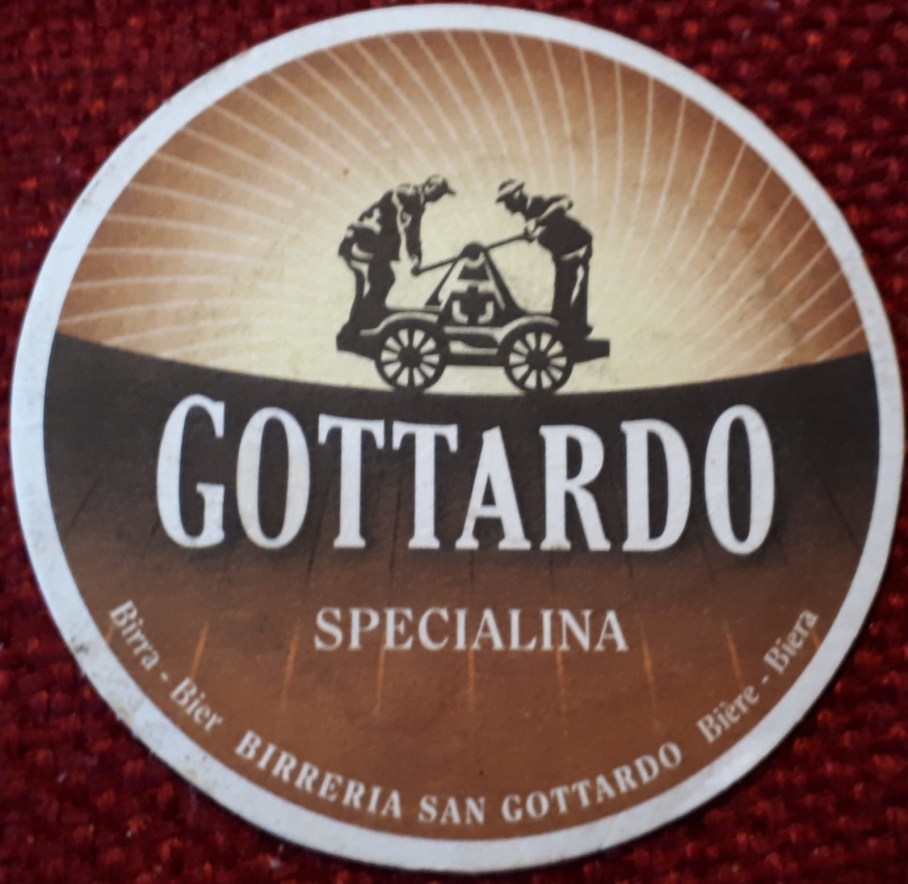 GOTTARDO
SPECIALINA
Birra - Bier BIRRERIA SAN GOTTARDO Bière - Biera